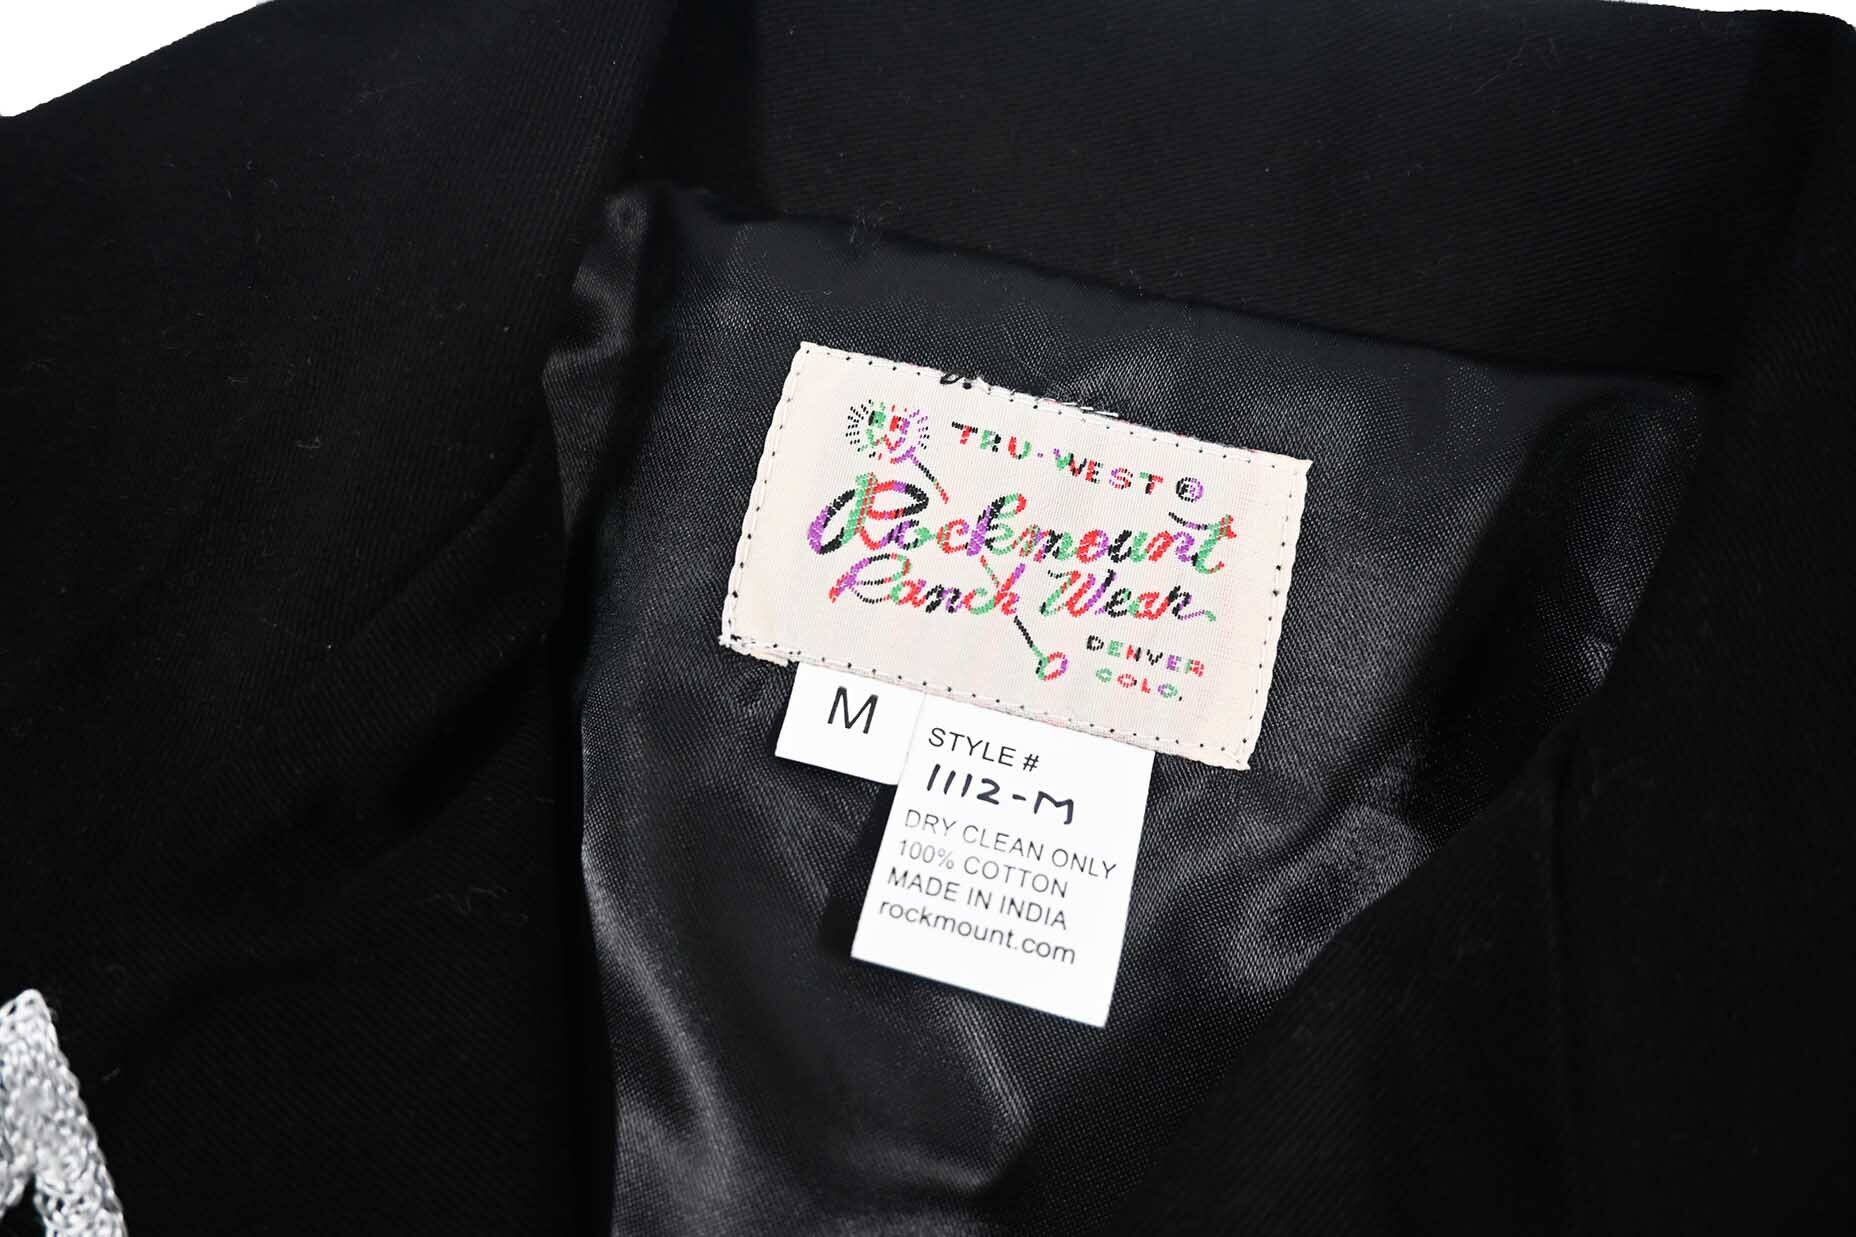 RR
W
TRU-WEST ®
Rockmount
Ranch Wear
DENVER
COLO.
M
STYLE #
1112-M
DRY CLEAN ONLY
100% COTTON
MADE IN INDIA
rockmount.com